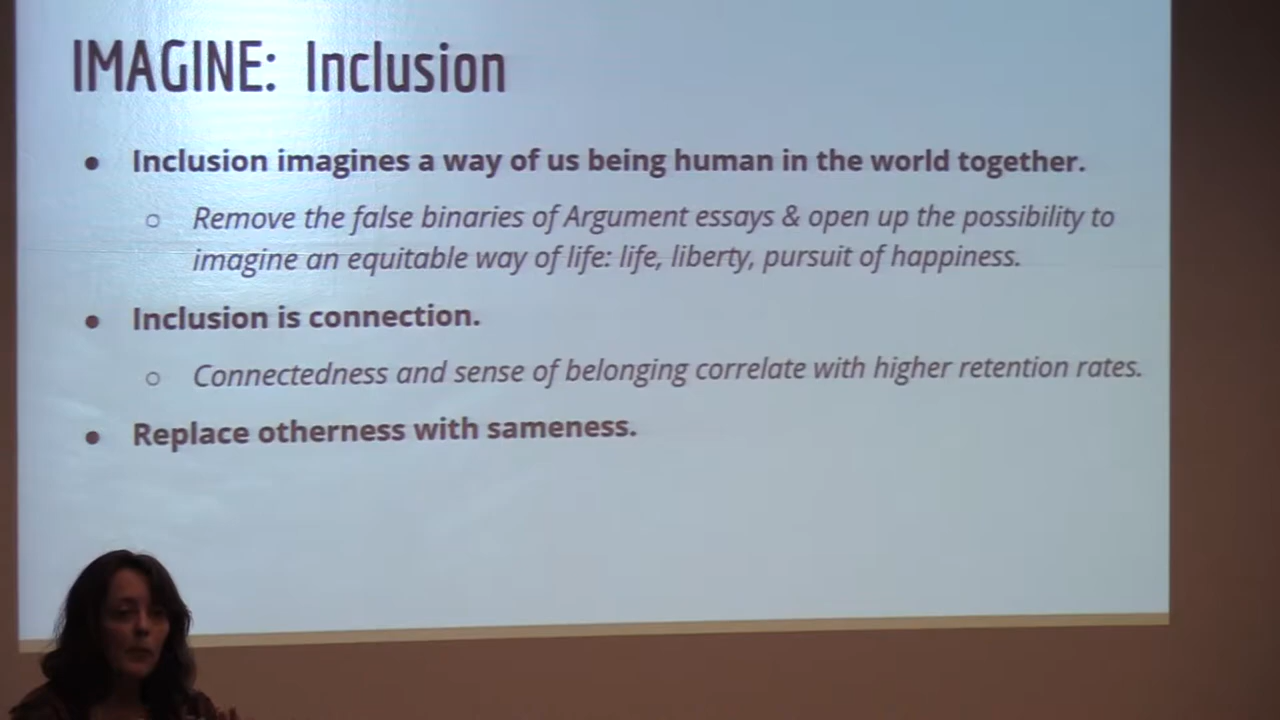 IMAGINE: Inclusion
● Inclusion imagines a way of us being human in the world together.
○ Remove the false binaries of Argument essays & open up the possibility to
imagine an equitable way of life: life, liberty, pursuit of happiness.
● Inclusion is connection.
○ Connectedness and sense of belonging correlate with higher retention rates.
● Replace otherness with sameness.